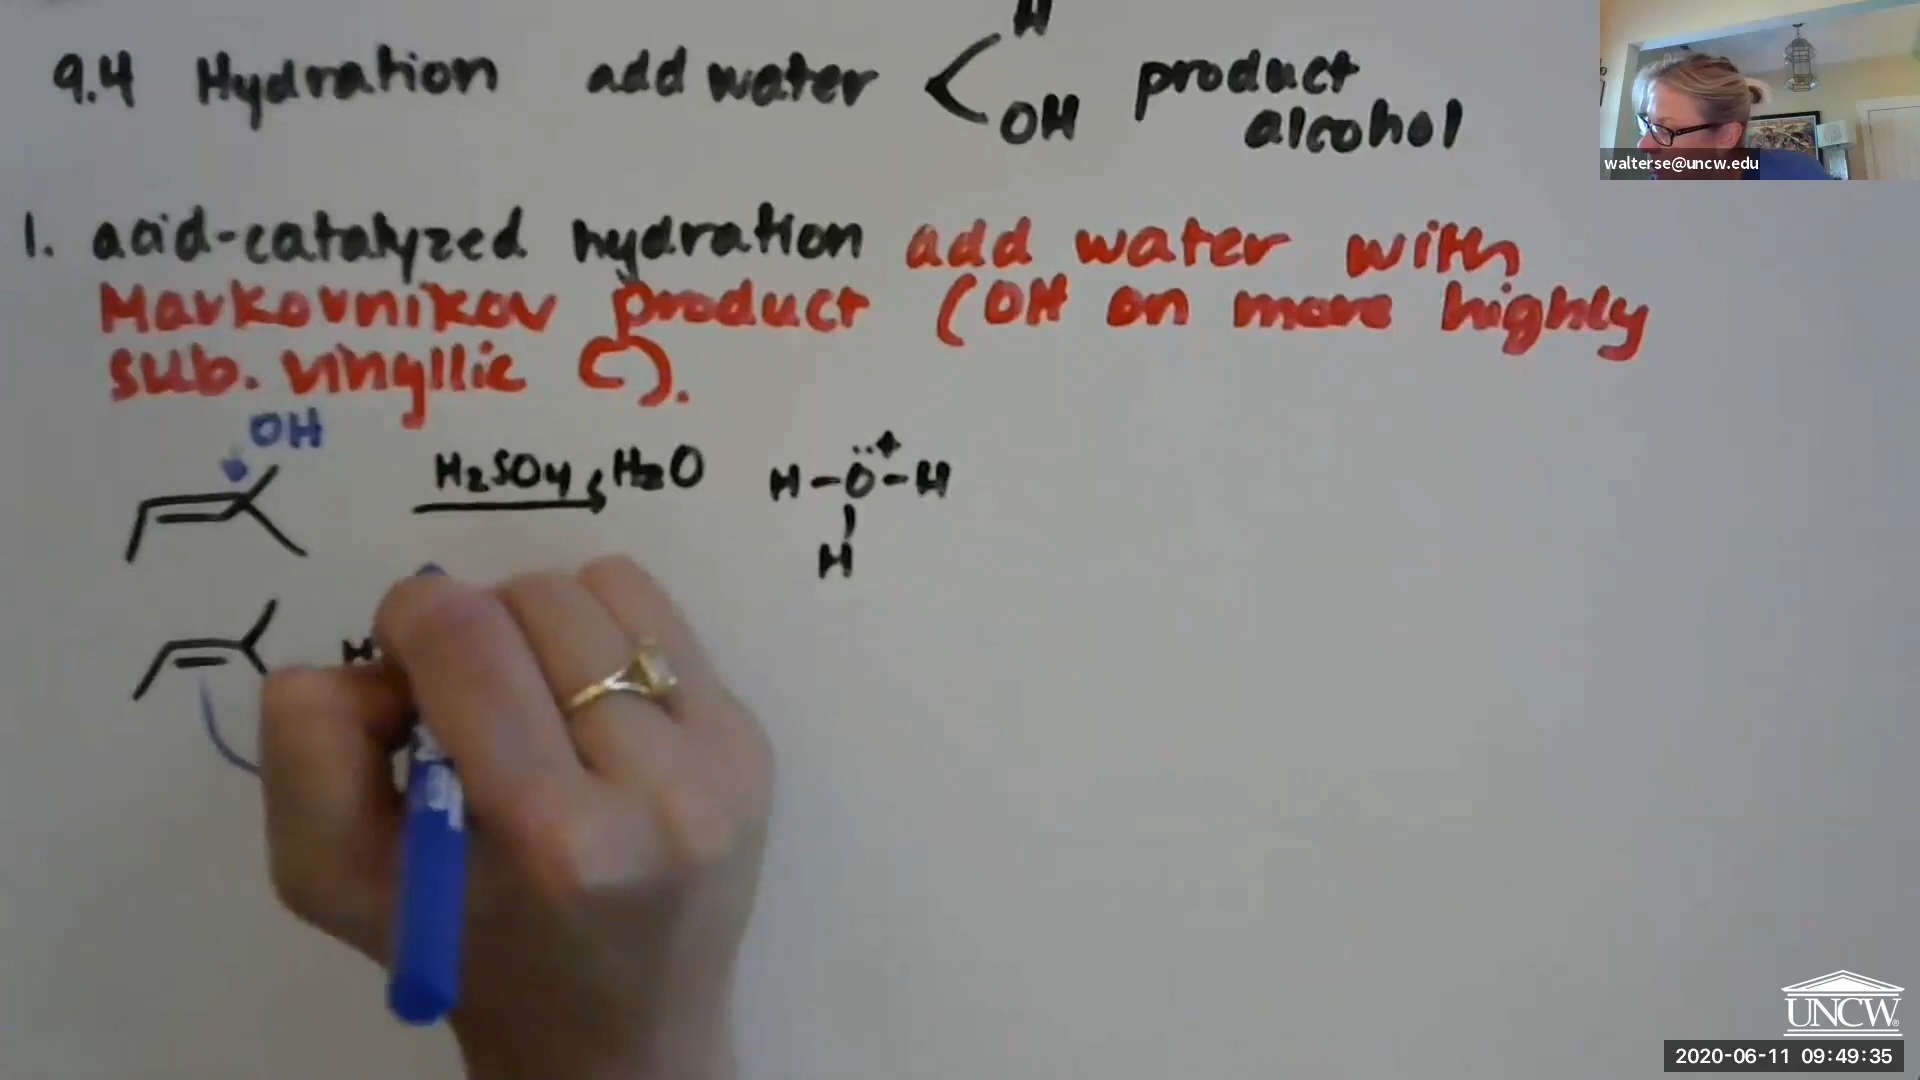 H
9.4 Hydration add water < OH product
alcohol
walterse@uncw.edu
1. acid-catalyzed hydration add water with
Markovnikov product (OH on more highly
sub. vinyllic C).
OH
H2SO4, H2O H-Ö-H +
H
H
UNCW
2020-06-11 09:49:35